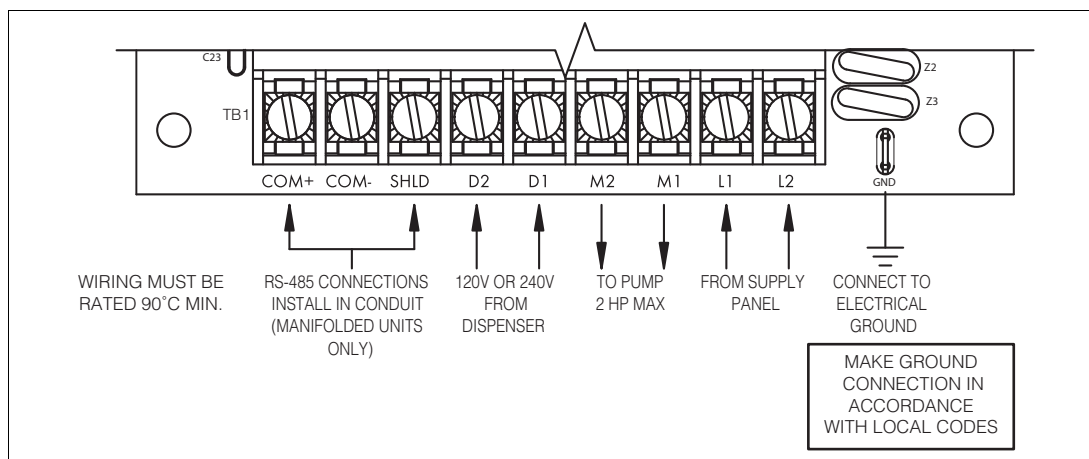 C23
Z2
Z3
TB1
COM+ COM- SHLD D2 D1 M2 M1 L1 L2
GND
WIRING MUST BE
RATED 90˚C MIN.
RS-485 CONNECTIONS
INSTALL IN CONDUIT
(MANIFOLDED UNITS
ONLY)
120V OR 240V
FROM
DISPENSER
TO PUMP
2 HP MAX
FROM SUPPLY
PANEL
CONNECT TO
ELECTRICAL
GROUND
MAKE GROUND
CONNECTION IN
ACCORDANCE
WITH LOCAL CODES